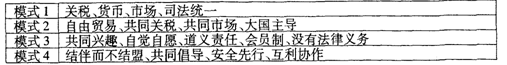 模式1 关税、货币、市场、司法统一
模式2 自由贸易、共同关税、共同市场、大国主导
模式3 共同兴趣、自觉自愿、道义责任、会员制、没有法律义务
模式4 结伴而不结盟、共同倡导、安全先行、互利协作